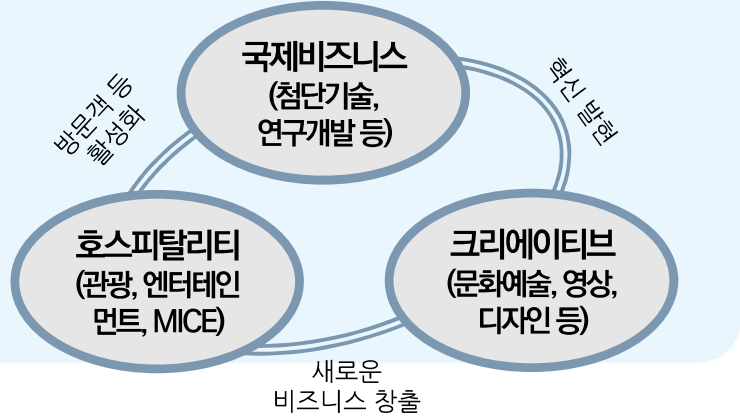 국제비즈니스
(첨단기술,
연구개발 등)
방문객 등
활성화
혁신 발현
호스피탈리티
(관광, 엔터테인
먼트, MICE)
크리에이티브
(문화예술, 영상,
디자인 등)
새로운
비즈니스 창출